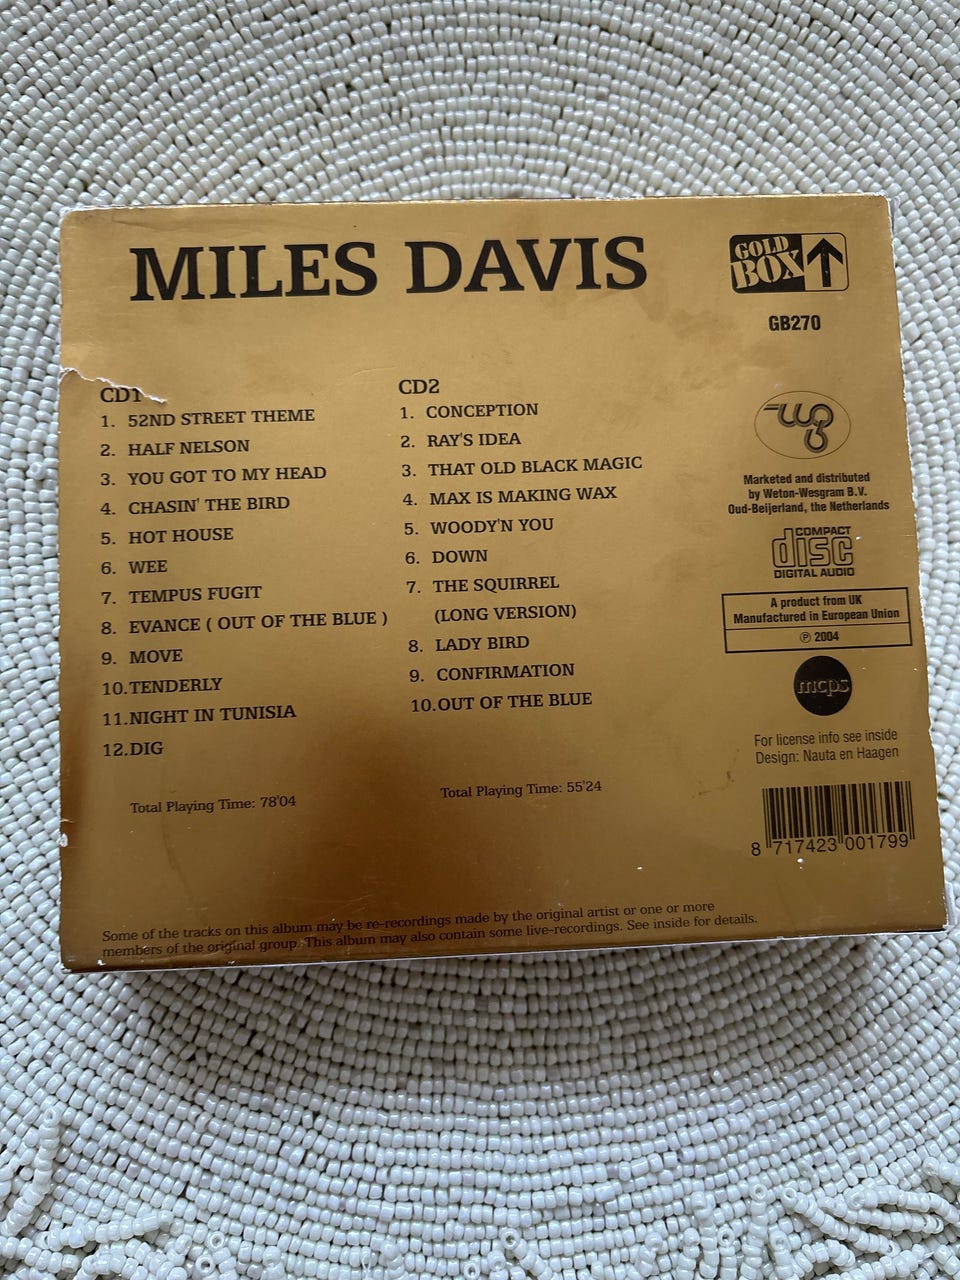 MILES DAVIS
GOLD
BOX
GB270
CD1
1. 52ND STREET THEME
2. HALF NELSON
3. YOU GOT TO MY HEAD
4. CHASIN' THE BIRD
5. HOT HOUSE
6. WEE
7. TEMPUS FUGIT
8. EVANCE ( OUT OF THE BLUE )
9. MOVE
10.TENDERLY
11.NIGHT IN TUNISIA
12.DIG
Total Playing Time: 78'04
CD2
1. CONCEPTION
2. RAY'S IDEA
3. THAT OLD BLACK MAGIC
4. MAX IS MAKING WAX
5. WOODY'N YOU
6. DOWN
7. THE SQUIRREL
(LONG VERSION)
8. LADY BIRD
9. CONFIRMATION
10.OUT OF THE BLUE
Total Playing Time: 55'24
Marketed and distributed
by Weton-Wesgram B.V.
Oud-Beijerland, the Netherlands
COMPACT
disc
DIGITAL AUDIO
A product from UK
Manufactured in European Union
℗ 2004
mcps
For license info see inside
Design: Nauta en Haagen
8 717423 001799
Some of the tracks on this album may be re-recordings made by the original artist or one or more
members of the original group. This album may also contain some live-recordings. See inside for details.